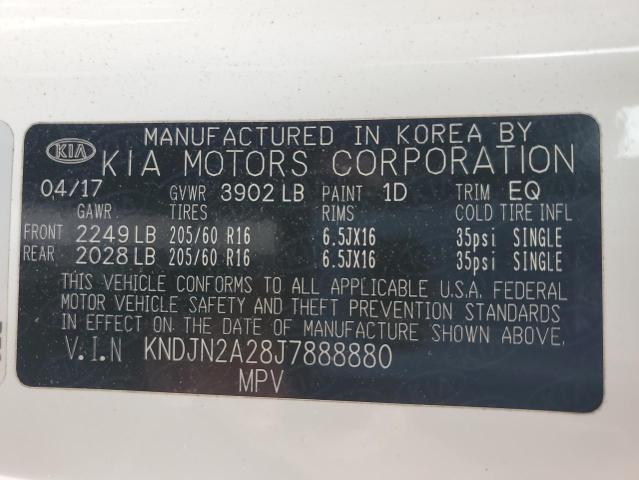 MANUFACTURED IN KOREA BY
KIA KIA MOTORS CORPORATION
04/17 GVWR 3902 LB PAINT 1D TRIM EQ
GAWR. TIRES RIMS COLD TIRE INFL
FRONT 2249 LB 205/60 R16 6.5JX16 35psi SINGLE
REAR 2028 LB 205/60 R16 6.5JX16 35psi SINGLE
THIS VEHICLE CONFORMS TO ALL APPLICABLE U.S.A. FEDERAL
MOTOR VEHICLE SAFETY AND THEFT PREVENTION STANDARDS
IN EFFECT ON THE DATE OF MANUFACTURE SHOWN ABOVE.
V.I.N KNDJN2A28J7888880
MPV